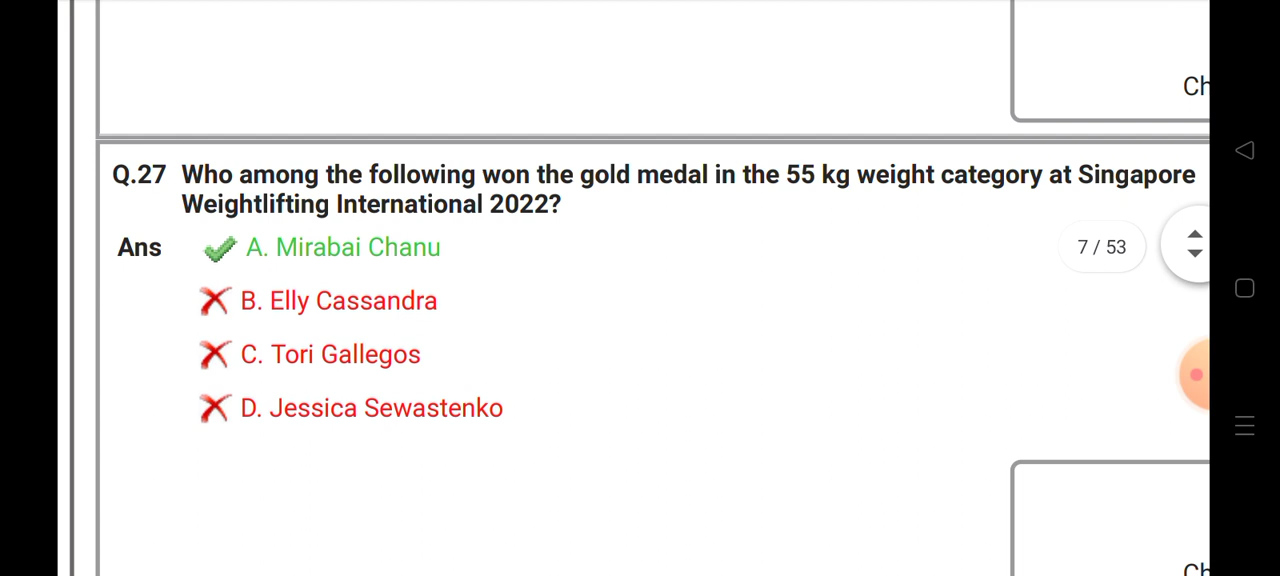 Ch
Q.27 Who among the following won the gold medal in the 55 kg weight category at Singapore
Weightlifting International 2022?
Ans A. Mirabai Chanu
7 / 53
B. Elly Cassandra
C. Tori Gallegos
D. Jessica Sewastenko
Ch